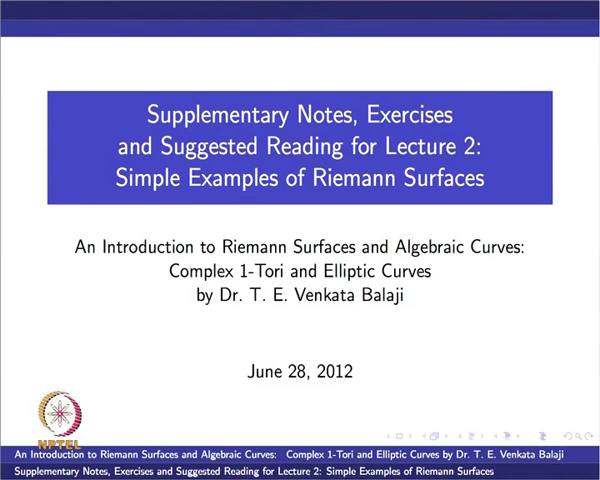 Supplementary Notes, Exercises
and Suggested Reading for Lecture 2:
Simple Examples of Riemann Surfaces
An Introduction to Riemann Surfaces and Algebraic Curves:
Complex 1-Tori and Elliptic Curves
by Dr. T. E. Venkata Balaji
June 28, 2012
NPTEL
An Introduction to Riemann Surfaces and Algebraic Curves: Complex 1-Tori and Elliptic Curves by Dr. T. E. Venkata Balaji
Supplementary Notes, Exercises and Suggested Reading for Lecture 2: Simple Examples of Riemann Surfaces